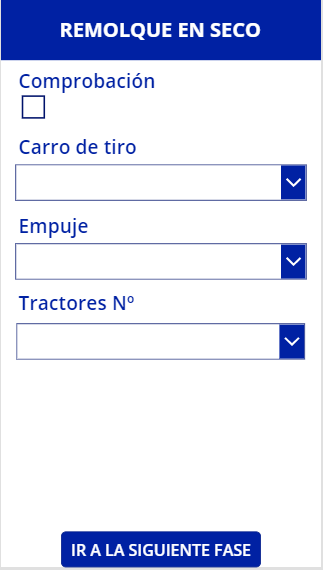 REMOLQUE EN SECO
Comprobación
Carro de tiro
Empuje
Tractores Nº
IR A LA SIGUIENTE FASE